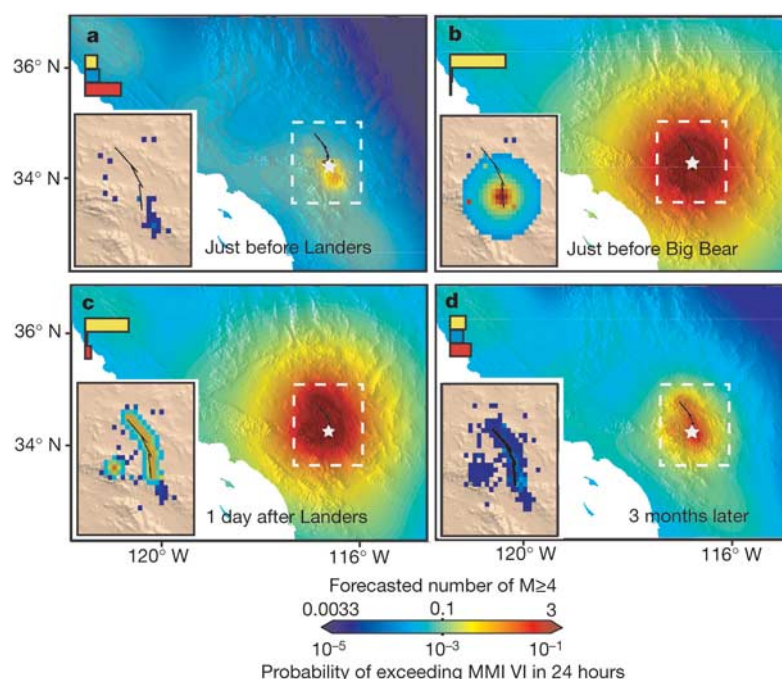 a
b
36° N
34° N
Just before Landers
Just before Big Bear
c
d
36° N
34° N
1 day after Landers
3 months later
120° W
116° W
120° W
116° W
Forecasted number of M≥4
0.0033
0.1
3
10⁻⁵
10⁻³
10⁻¹
Probability of exceeding MMI VI in 24 hours